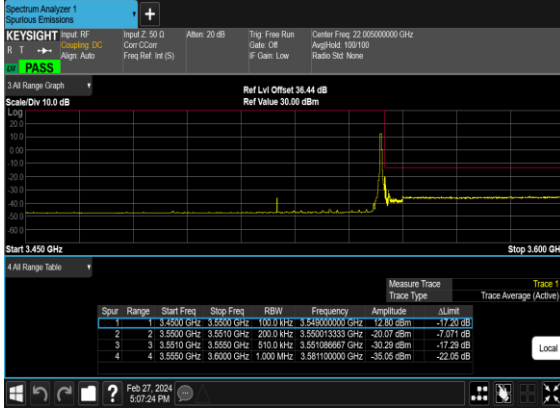 Spectrum Analyzer 1
Spurious Emissions
+
KEYSIGHT Input: RF Input Z: 50 Ω Atten: 20 dB Trig: Free Run Center Freq: 22.005000000 GHz
R T Coupling: DC Corr CCorr Gate: Off Avg|Hold: 100/100
Align: Auto Freq Ref: Int (S) IF Gain: Low Radio Std: None
PASS
3 All Range Graph
Ref Lvl Offset 36.44 dB
Scale/Div 10.0 dB Ref Value 30.00 dBm
Log
20.0
10.0
0.00
-10.0
-20.0
-30.0
-40.0
-50.0
-60.0
Start 3.450 GHz Stop 3.600 GH
4 All Range Table
Measure Trace Trace 1
Trace Type Trace Average (Active)
Spur Range Start Freq Stop Freq RBW Frequency Amplitude ΔLimit
1 1 3.4500 GHz 3.5500 GHz 100.0 kHz 3.549000000 GHz 12.80 dBm -17.20 dB
2 2 3.5500 GHz 3.5510 GHz 200.0 kHz 3.550013333 GHz -20.07 dBm -7.071 dB
3 3 3.5510 GHz 3.5550 GHz 510.0 kHz 3.551086667 GHz -30.29 dBm -17.29 dB
4 4 3.5550 GHz 3.6000 GHz 1.000 MHz 3.581100000 GHz -35.05 dBm -22.05 dB
Local
? Feb 27, 2024
5:07:24 PM